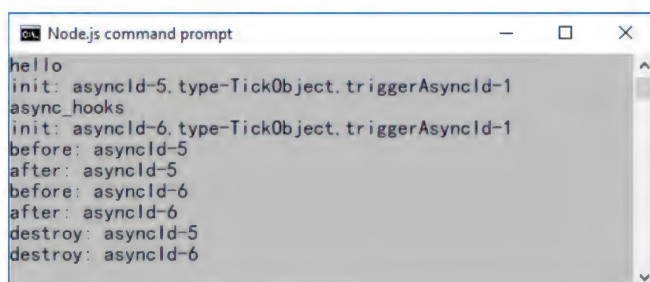 Node.js command prompt
hello
init: asyncId-5,type-TickObject,triggerAsyncId-1
async_hooks
init: asyncId-6,type-TickObject,triggerAsyncId-1
before: asyncId-5
after: asyncId-5
before: asyncId-6
after: asyncId-6
destroy: asyncId-5
destroy: asyncId-6